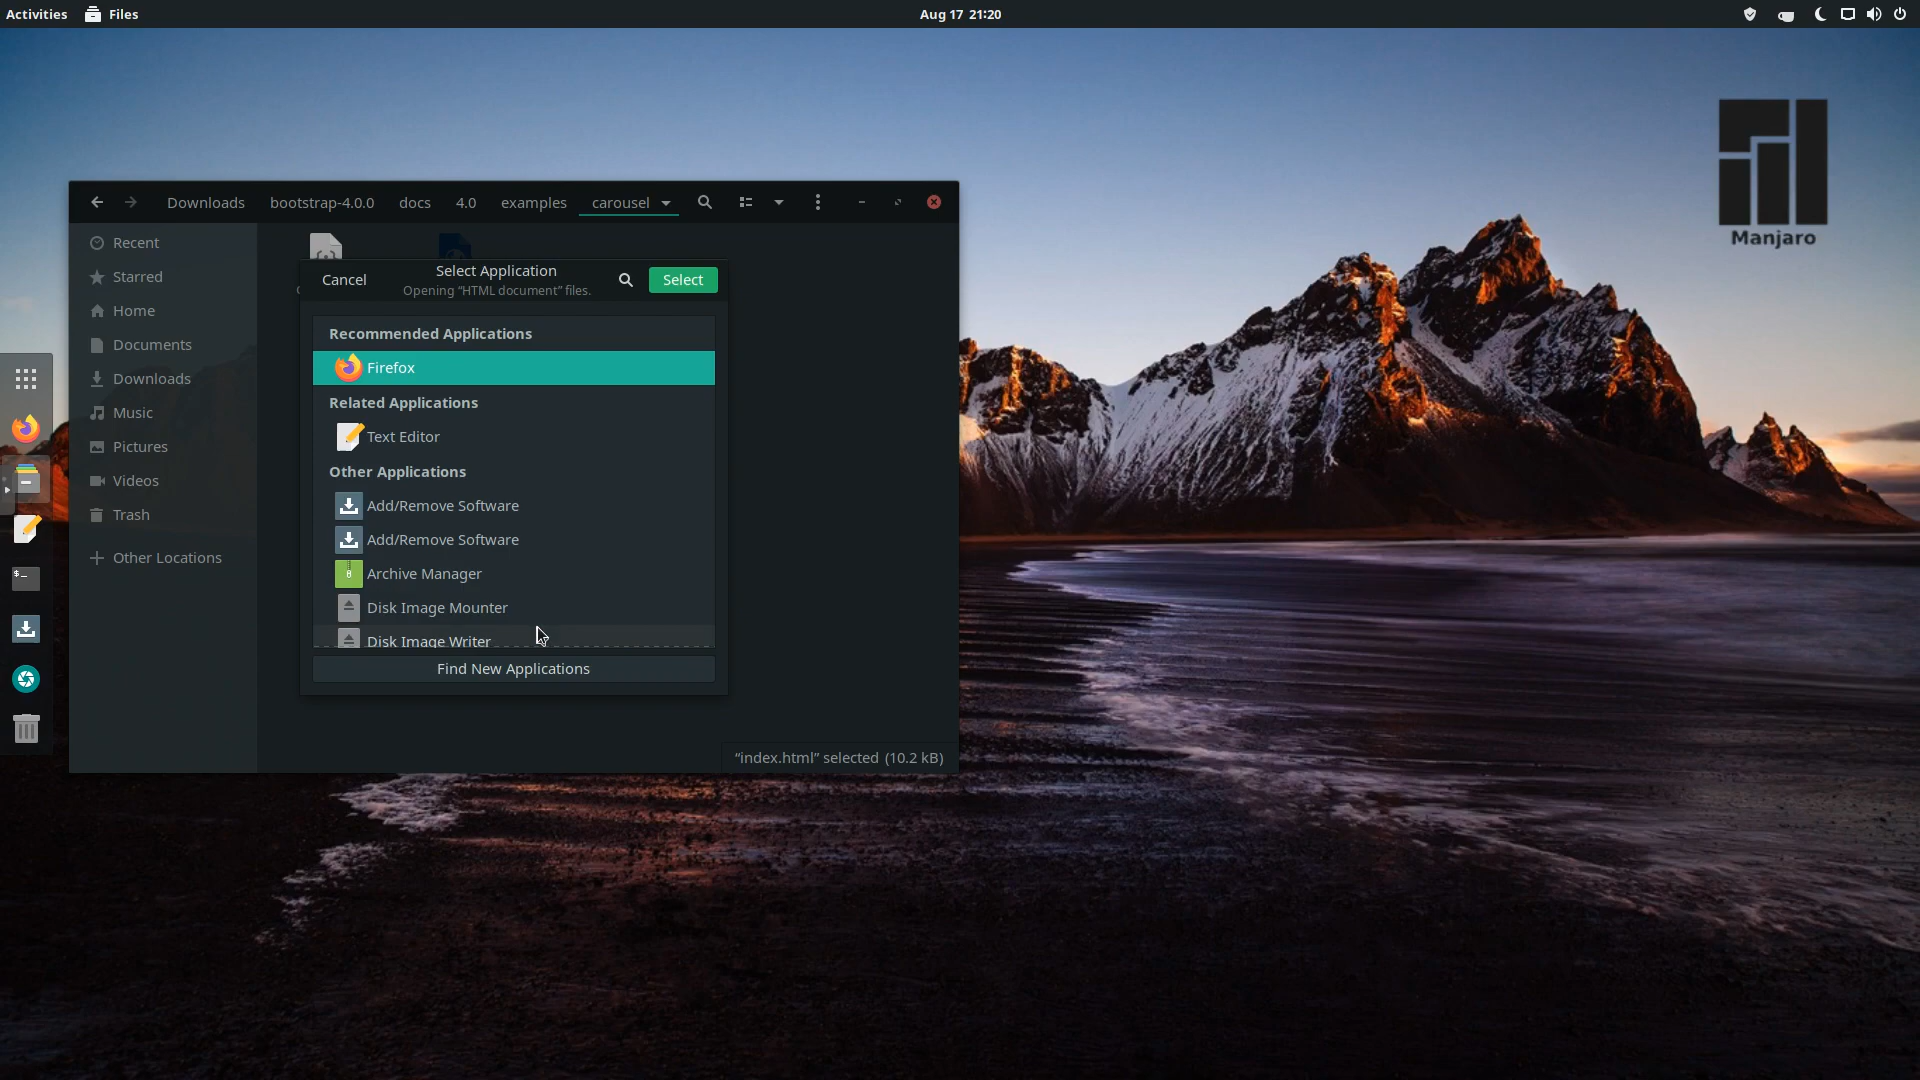 Activities Files Aug 17 21:20
Manjaro
Downloads bootstrap-4.0.0 docs 4.0 examples carousel
Recent
Starred
Home
Documents
Downloads
Music
Pictures
Videos
Trash
Other Locations
Cancel Select Application Select
Opening “HTML document” files.
Recommended Applications
Firefox
Related Applications
Text Editor
Other Applications
Add/Remove Software
Add/Remove Software
Archive Manager
Disk Image Mounter
Disk Image Writer
Find New Applications
“index.html” selected (10.2 kB)